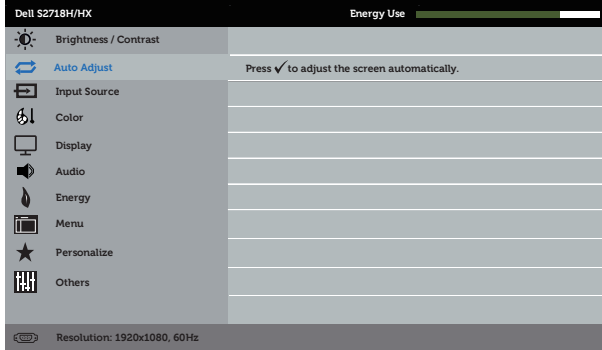 Dell S2718H/HX Energy Use
Brightness / Contrast
Auto Adjust Press ✓ to adjust the screen automatically.
Input Source
Color
Display
Audio
Energy
Menu
Personalize
Others
Resolution: 1920x1080, 60Hz